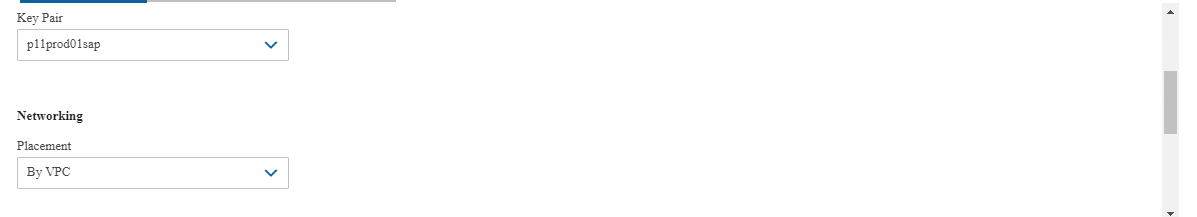 Key Pair
p11prod01sap
Networking
Placement
By VPC